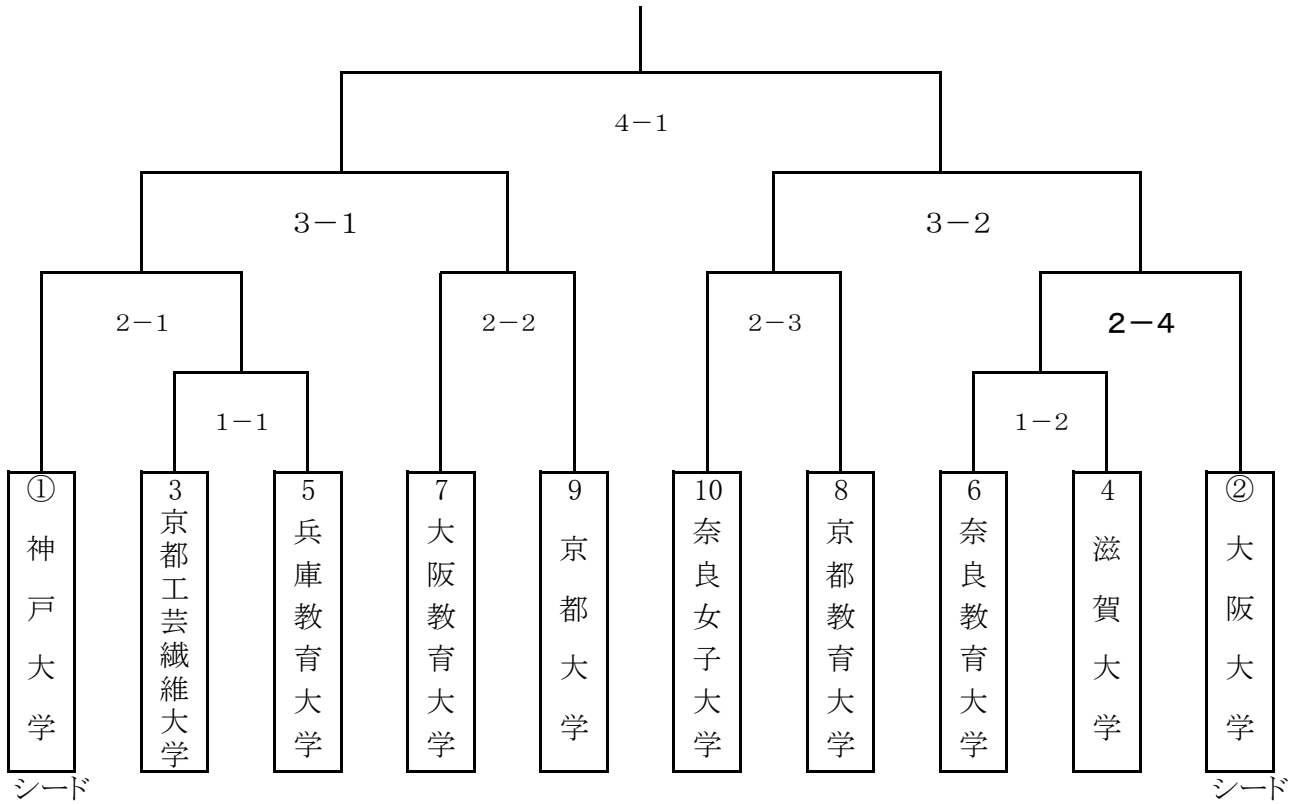 4－1
3－1
3－2
2－1
2－2
2－3
2－4
1－1
1－2
①
神戸大学
シード
3
京都工芸繊維大学
5
兵庫教育大学
7
大阪教育大学
9
京都大学
10
奈良女子大学
8
京都教育大学
6
奈良教育大学
4
滋賀大学
②
大阪大学
シード